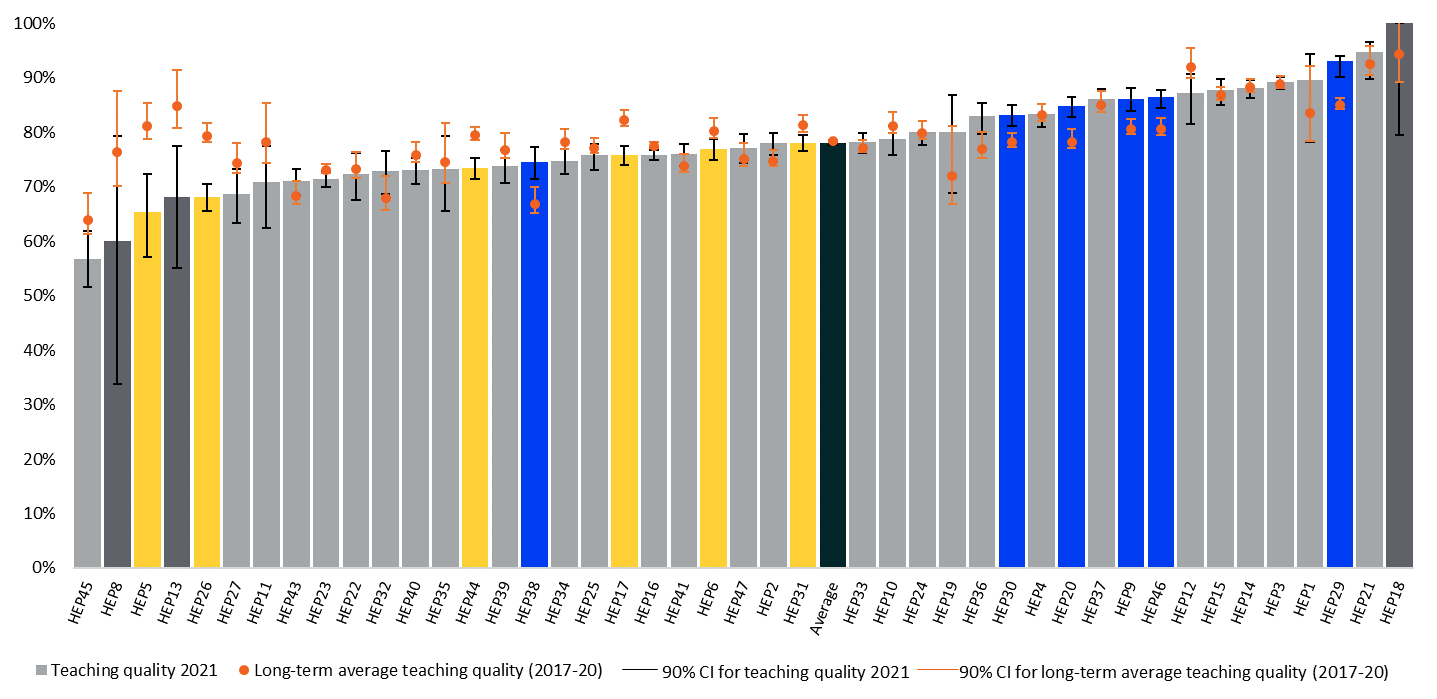 100%
90%
80%
70%
60%
50%
40%
30%
20%
10%
0%
HEP45
HEP8
HEP5
HEP13
HEP26
HEP27
HEP11
HEP43
HEP23
HEP22
HEP32
HEP40
HEP35
HEP44
HEP39
HEP38
HEP34
HEP25
HEP17
HEP16
HEP41
HEP6
HEP47
HEP2
HEP31
Average
HEP33
HEP10
HEP24
HEP19
HEP36
HEP30
HEP4
HEP20
HEP37
HEP9
HEP46
HEP12
HEP15
HEP14
HEP3
HEP1
HEP29
HEP21
HEP18
Teaching quality 2021
Long-term average teaching quality (2017-20)
90% CI for teaching quality 2021
90% CI for long-term average teaching quality (2017-20)